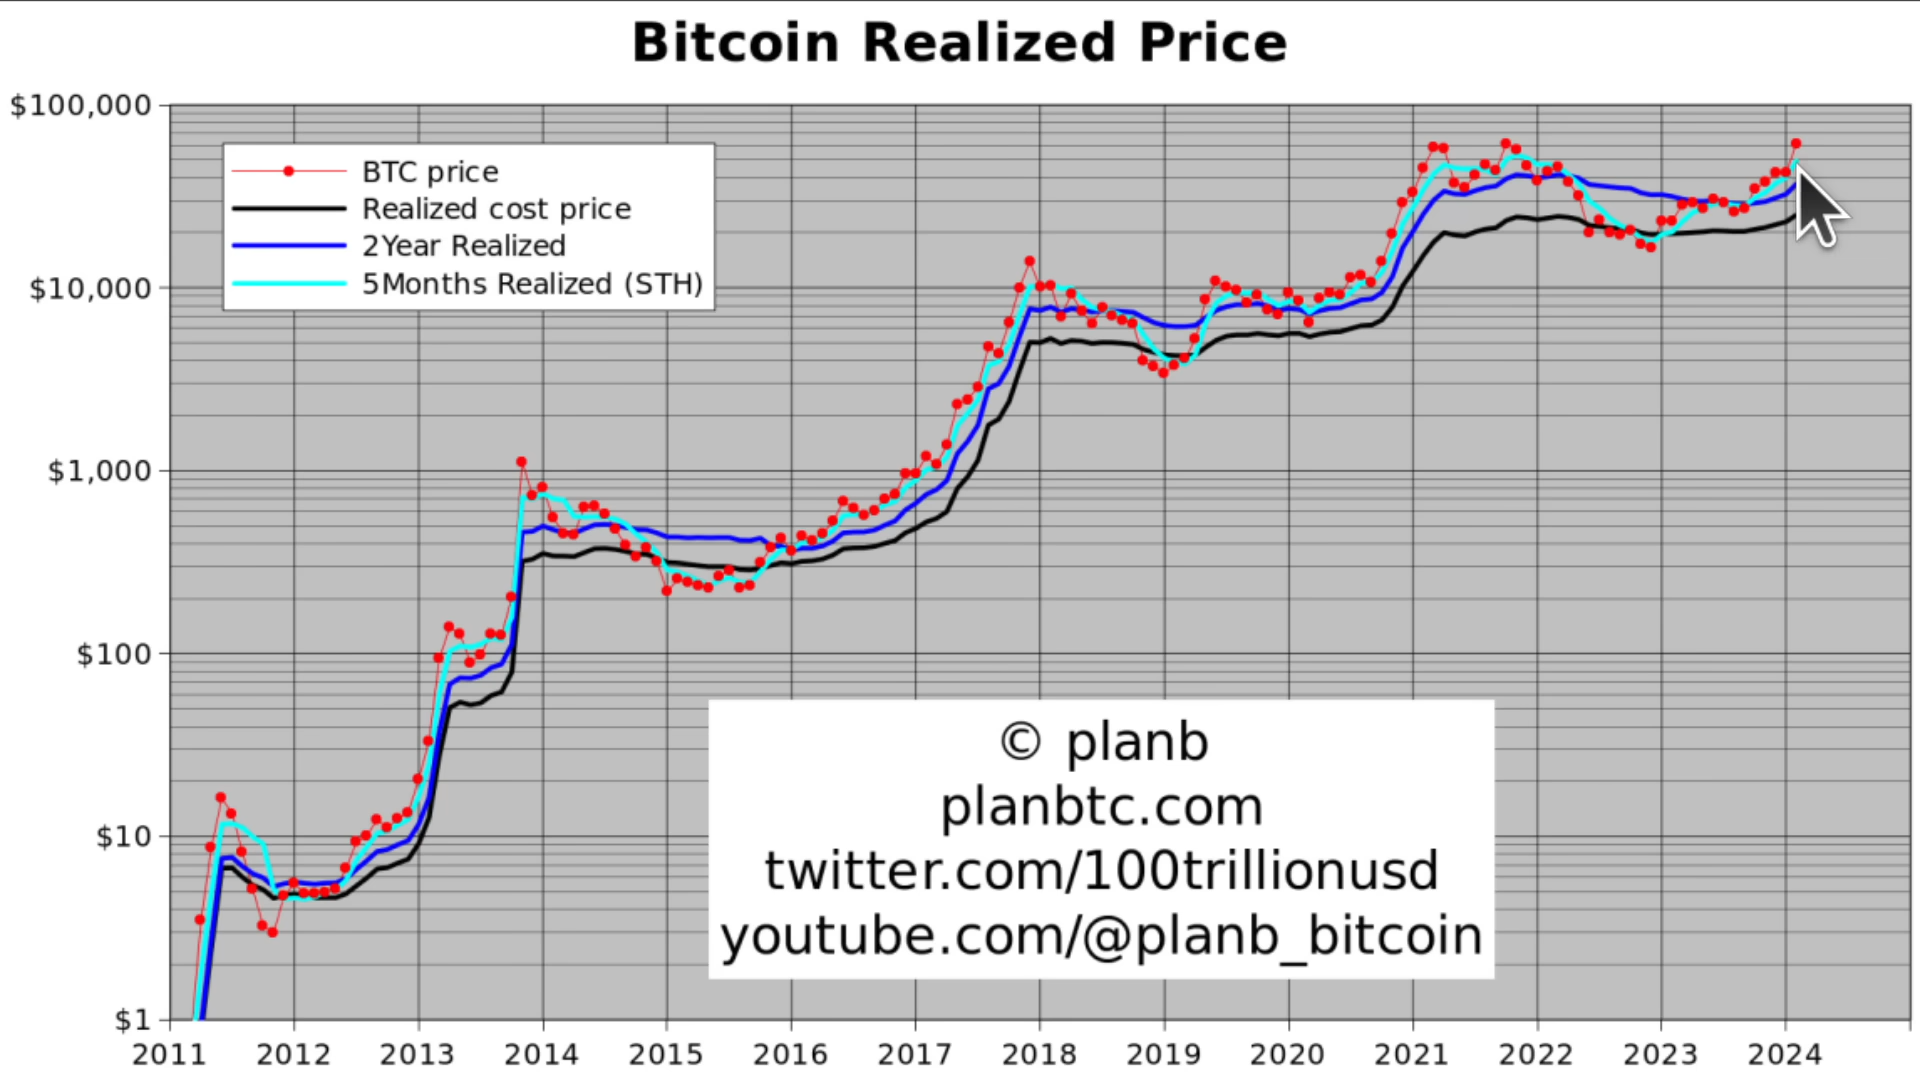 Bitcoin Realized Price
$100,000
$10,000
$1,000
$100
$10
$1
BTC price
Realized cost price
2Year Realized
5Months Realized (STH)
© planb
planbtc.com
twitter.com/100trillionusd
youtube.com/@planb_bitcoin
2011 2012 2013 2014 2015 2016 2017 2018 2019 2020 2021 2022 2023 2024